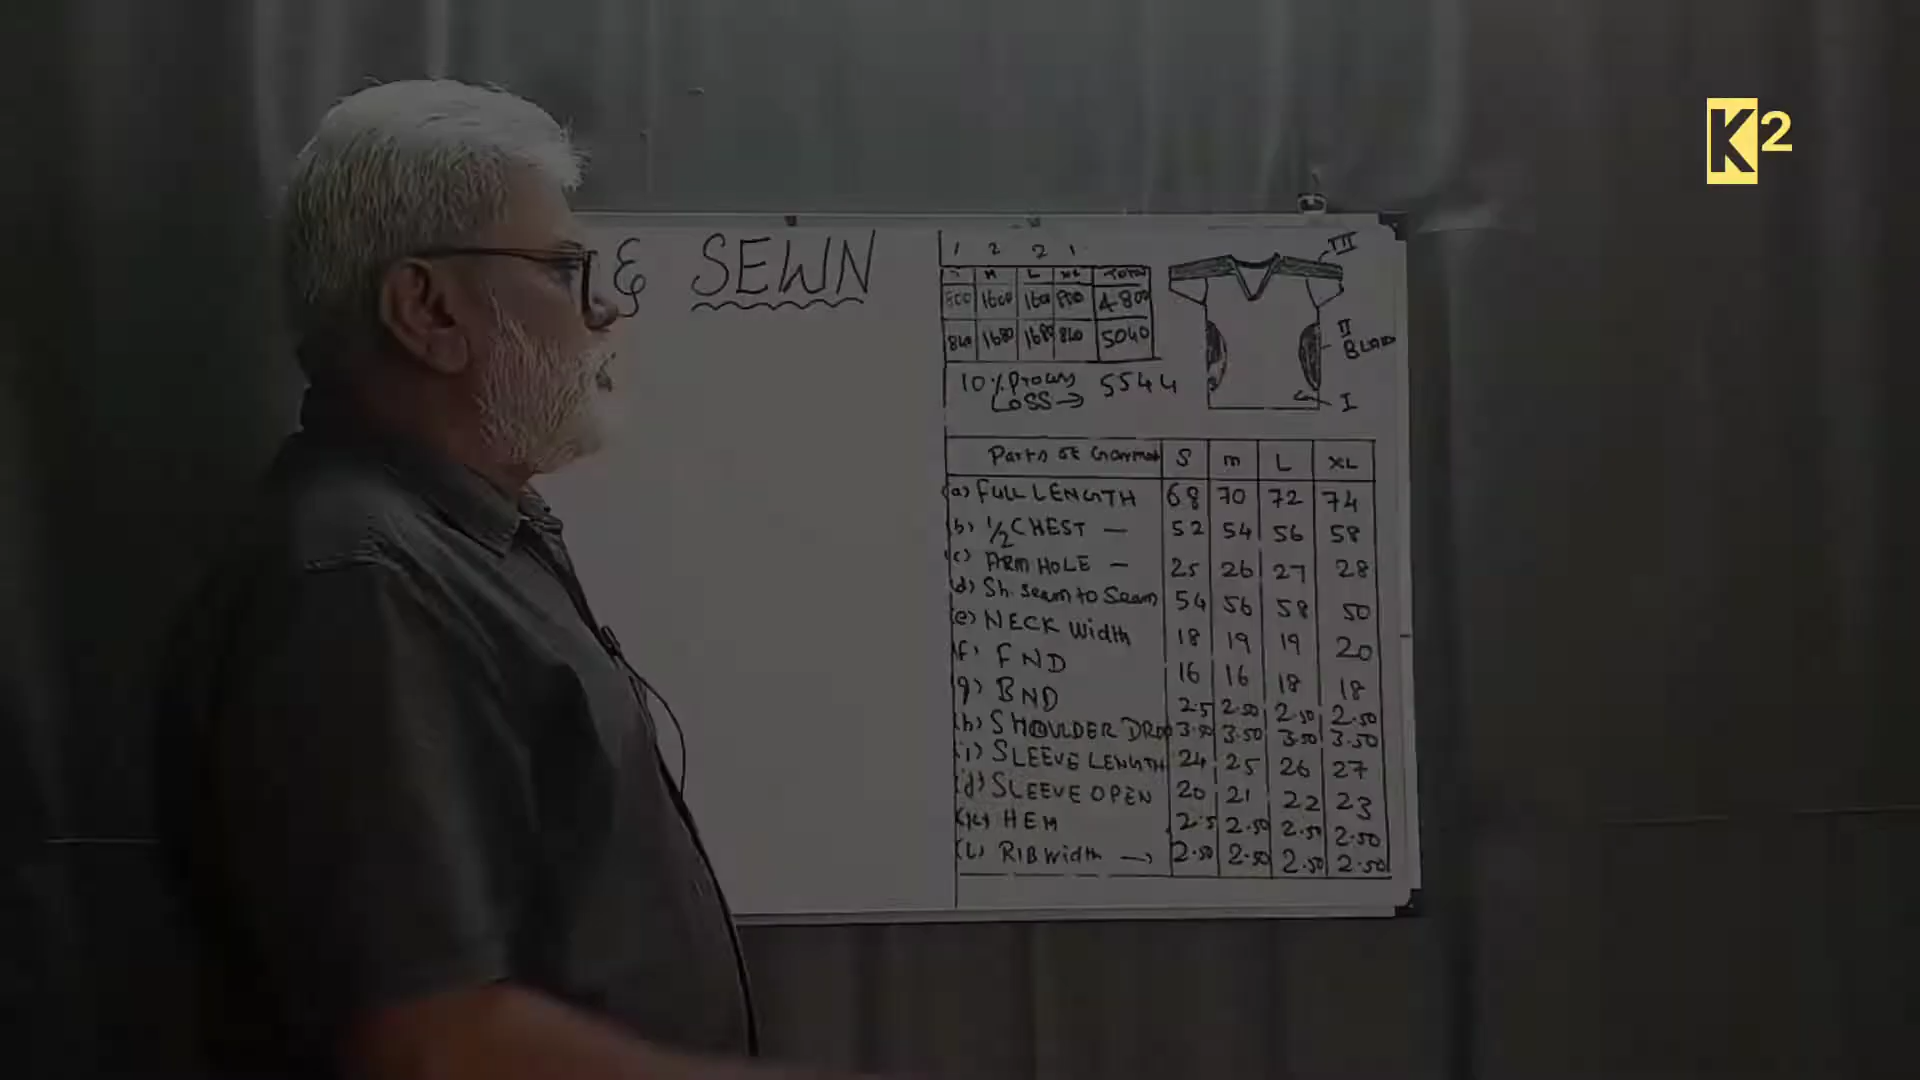 K2
& SEWN
1 2 2 1
S M L XL TOTAL
800 1600 1600 800 4800
840 1680 1680 840 5040
10% Process 5544
LOSS →
III
II
BLADE
I
Parts of Garment S M L XL
(a) FULL LENGTH 68 70 72 74
(b) 1/2 CHEST — 52 54 56 58
(c) ARM HOLE — 25 26 27 28
(d) Sh. Seam to Seam 54 56 58 50
(e) NECK Width 18 19 19 20
(f) FND 16 16 18 18
(g) BND 2.5 2.50 2.50 2.50
(h) SHOULDER DROP 3.50 3.50 3.50 3.50
(i) SLEEVE LENGTH 24 25 26 27
(j) SLEEVE OPEN 20 21 22 23
(k) HEM 2.5 2.50 2.50 2.50
(L) RIB Width → 2.50 2.50 2.50 2.50